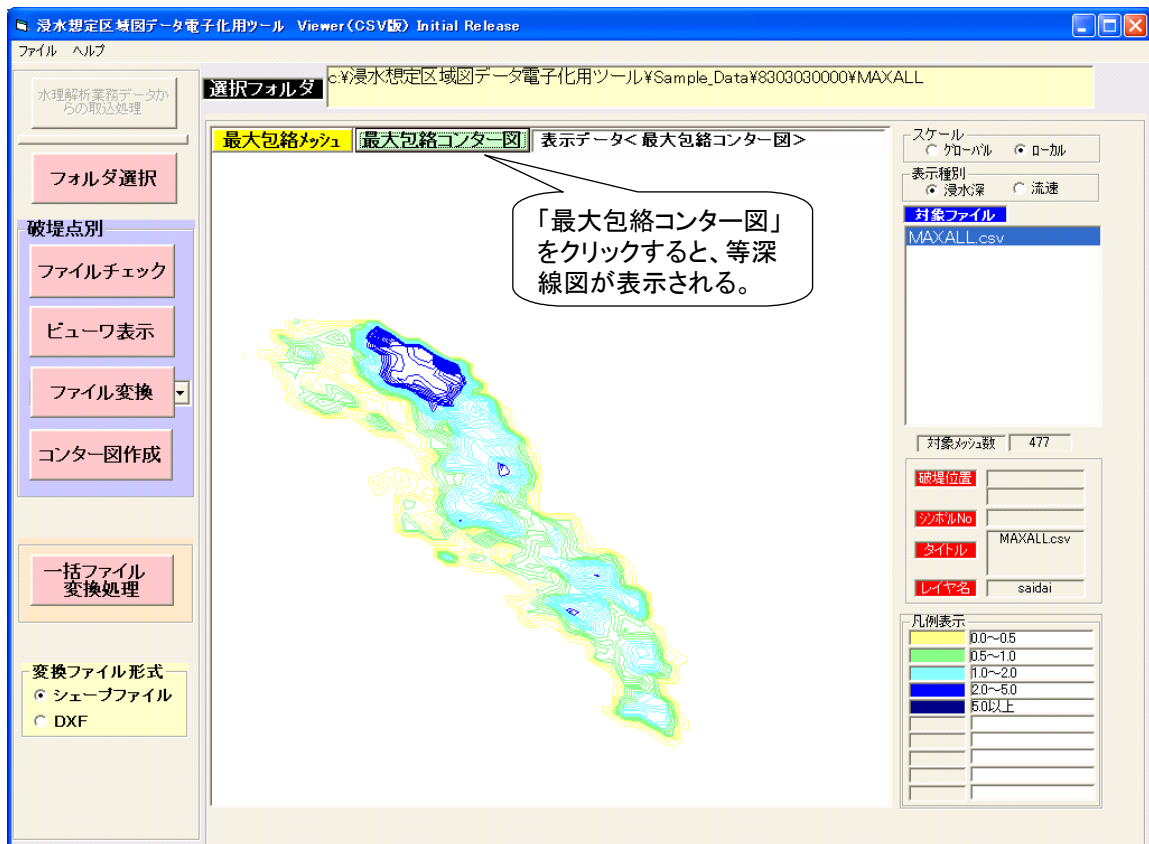 浸水想定区域図データ電子化用ツール Viewer(CSV版) Initial Release
ファイル ヘルプ
水理解析業務データか
らの取込処理
選択フォルダ
c:¥浸水想定区域図データ電子化用ツール¥Sample_Data¥8303030000¥MAXALL
フォルダ選択
破堤点別
ファイルチェック
ビューワ表示
ファイル変換
コンター図作成
一括ファイル
変換処理
変換ファイル形式
シェープファイル
DXF
最大包絡メッシュ 最大包絡コンター図 表示データ<最大包絡コンター図>
「最大包絡コンター図」
をクリックすると、等深
線図が表示される。
スケール
グローバル ローカル
表示種別
浸水深 流速
対象ファイル
MAXALL.csv
対象メッシュ数 477
破堤位置
シンボルNo
タイトル MAXALL.csv
レイヤ名 saidai
凡例表示
0.0～0.5
0.5～1.0
1.0～2.0
2.0～5.0
5.0以上